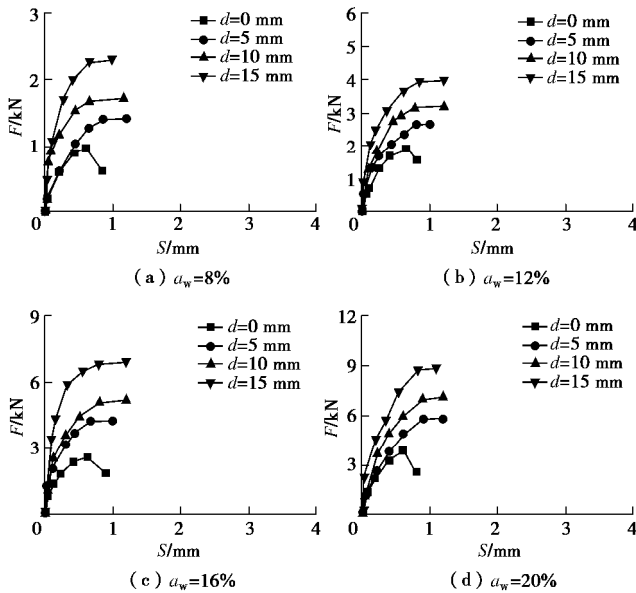 3
2
1
0
F/kN
d=0 mm
d=5 mm
d=10 mm
d=15 mm
1 2 3 4
S/mm
(a) aw=8%
6
5
4
3
2
1
0
F/kN
d=0 mm
d=5 mm
d=10 mm
d=15 mm
1 2 3 4
S/mm
(b) aw=12%
9
6
3
0
F/kN
d=0 mm
d=5 mm
d=10 mm
d=15 mm
1 2 3 4
S/mm
(c) aw=16%
12
9
6
3
0
F/kN
d=0 mm
d=5 mm
d=10 mm
d=15 mm
1 2 3 4
S/mm
(d) aw=20%